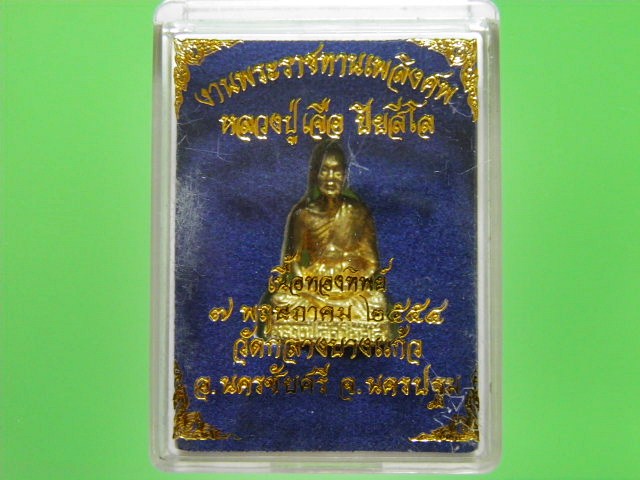 งานพระราชทานเพลิงศพ
หลวงปู่เจือ ปิยสีโล
เนื้อทองทิพย์
๗ พฤษภาคม ๒๕๕๔
วัดกลางบางแก้ว
อ.นครชัยศรี จ.นครปฐม